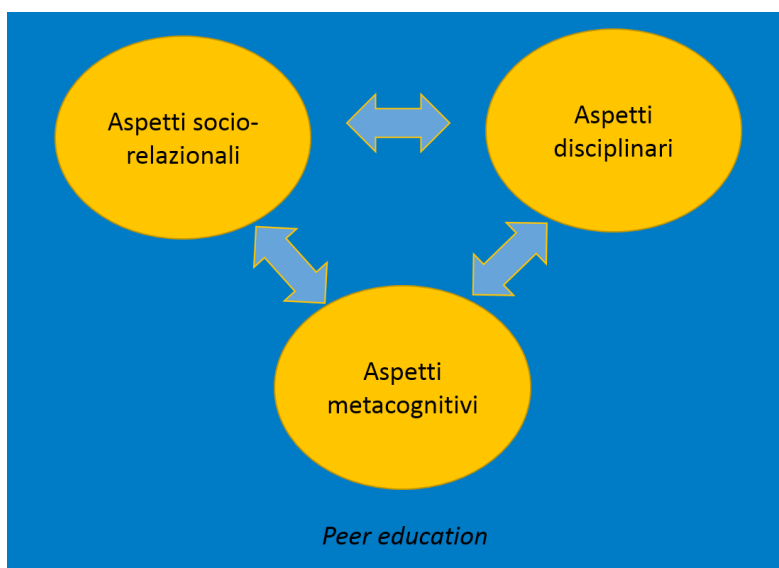 Aspetti socio-
relazionali
Aspetti
disciplinari
Aspetti
metacognitivi
Peer education